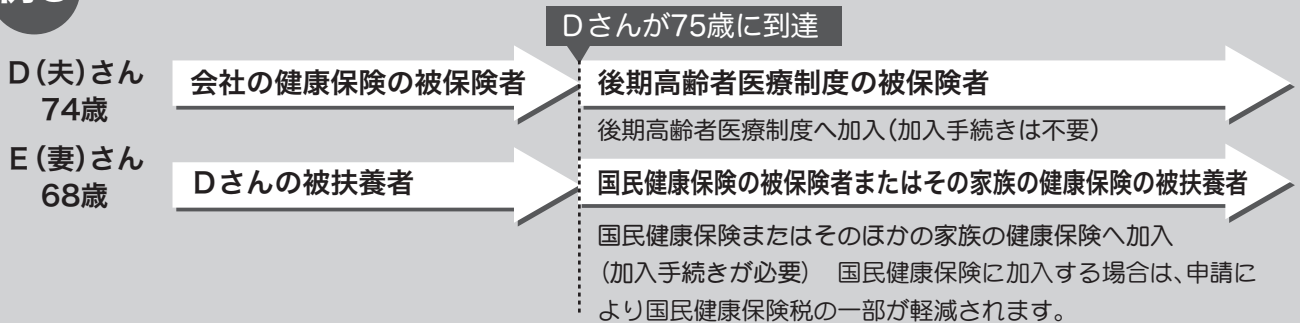 Dさんが75歳に到達
D(夫)さん
74歳
会社の健康保険の被保険者
後期高齢者医療制度の被保険者
後期高齢者医療制度へ加入(加入手続きは不要)
E(妻)さん
68歳
Dさんの被扶養者
国民健康保険の被保険者またはその家族の健康保険の被扶養者
国民健康保険またはそのほかの家族の健康保険へ加入
(加入手続きが必要) 国民健康保険に加入する場合は、申請に
より国民健康保険税の一部が軽減されます。